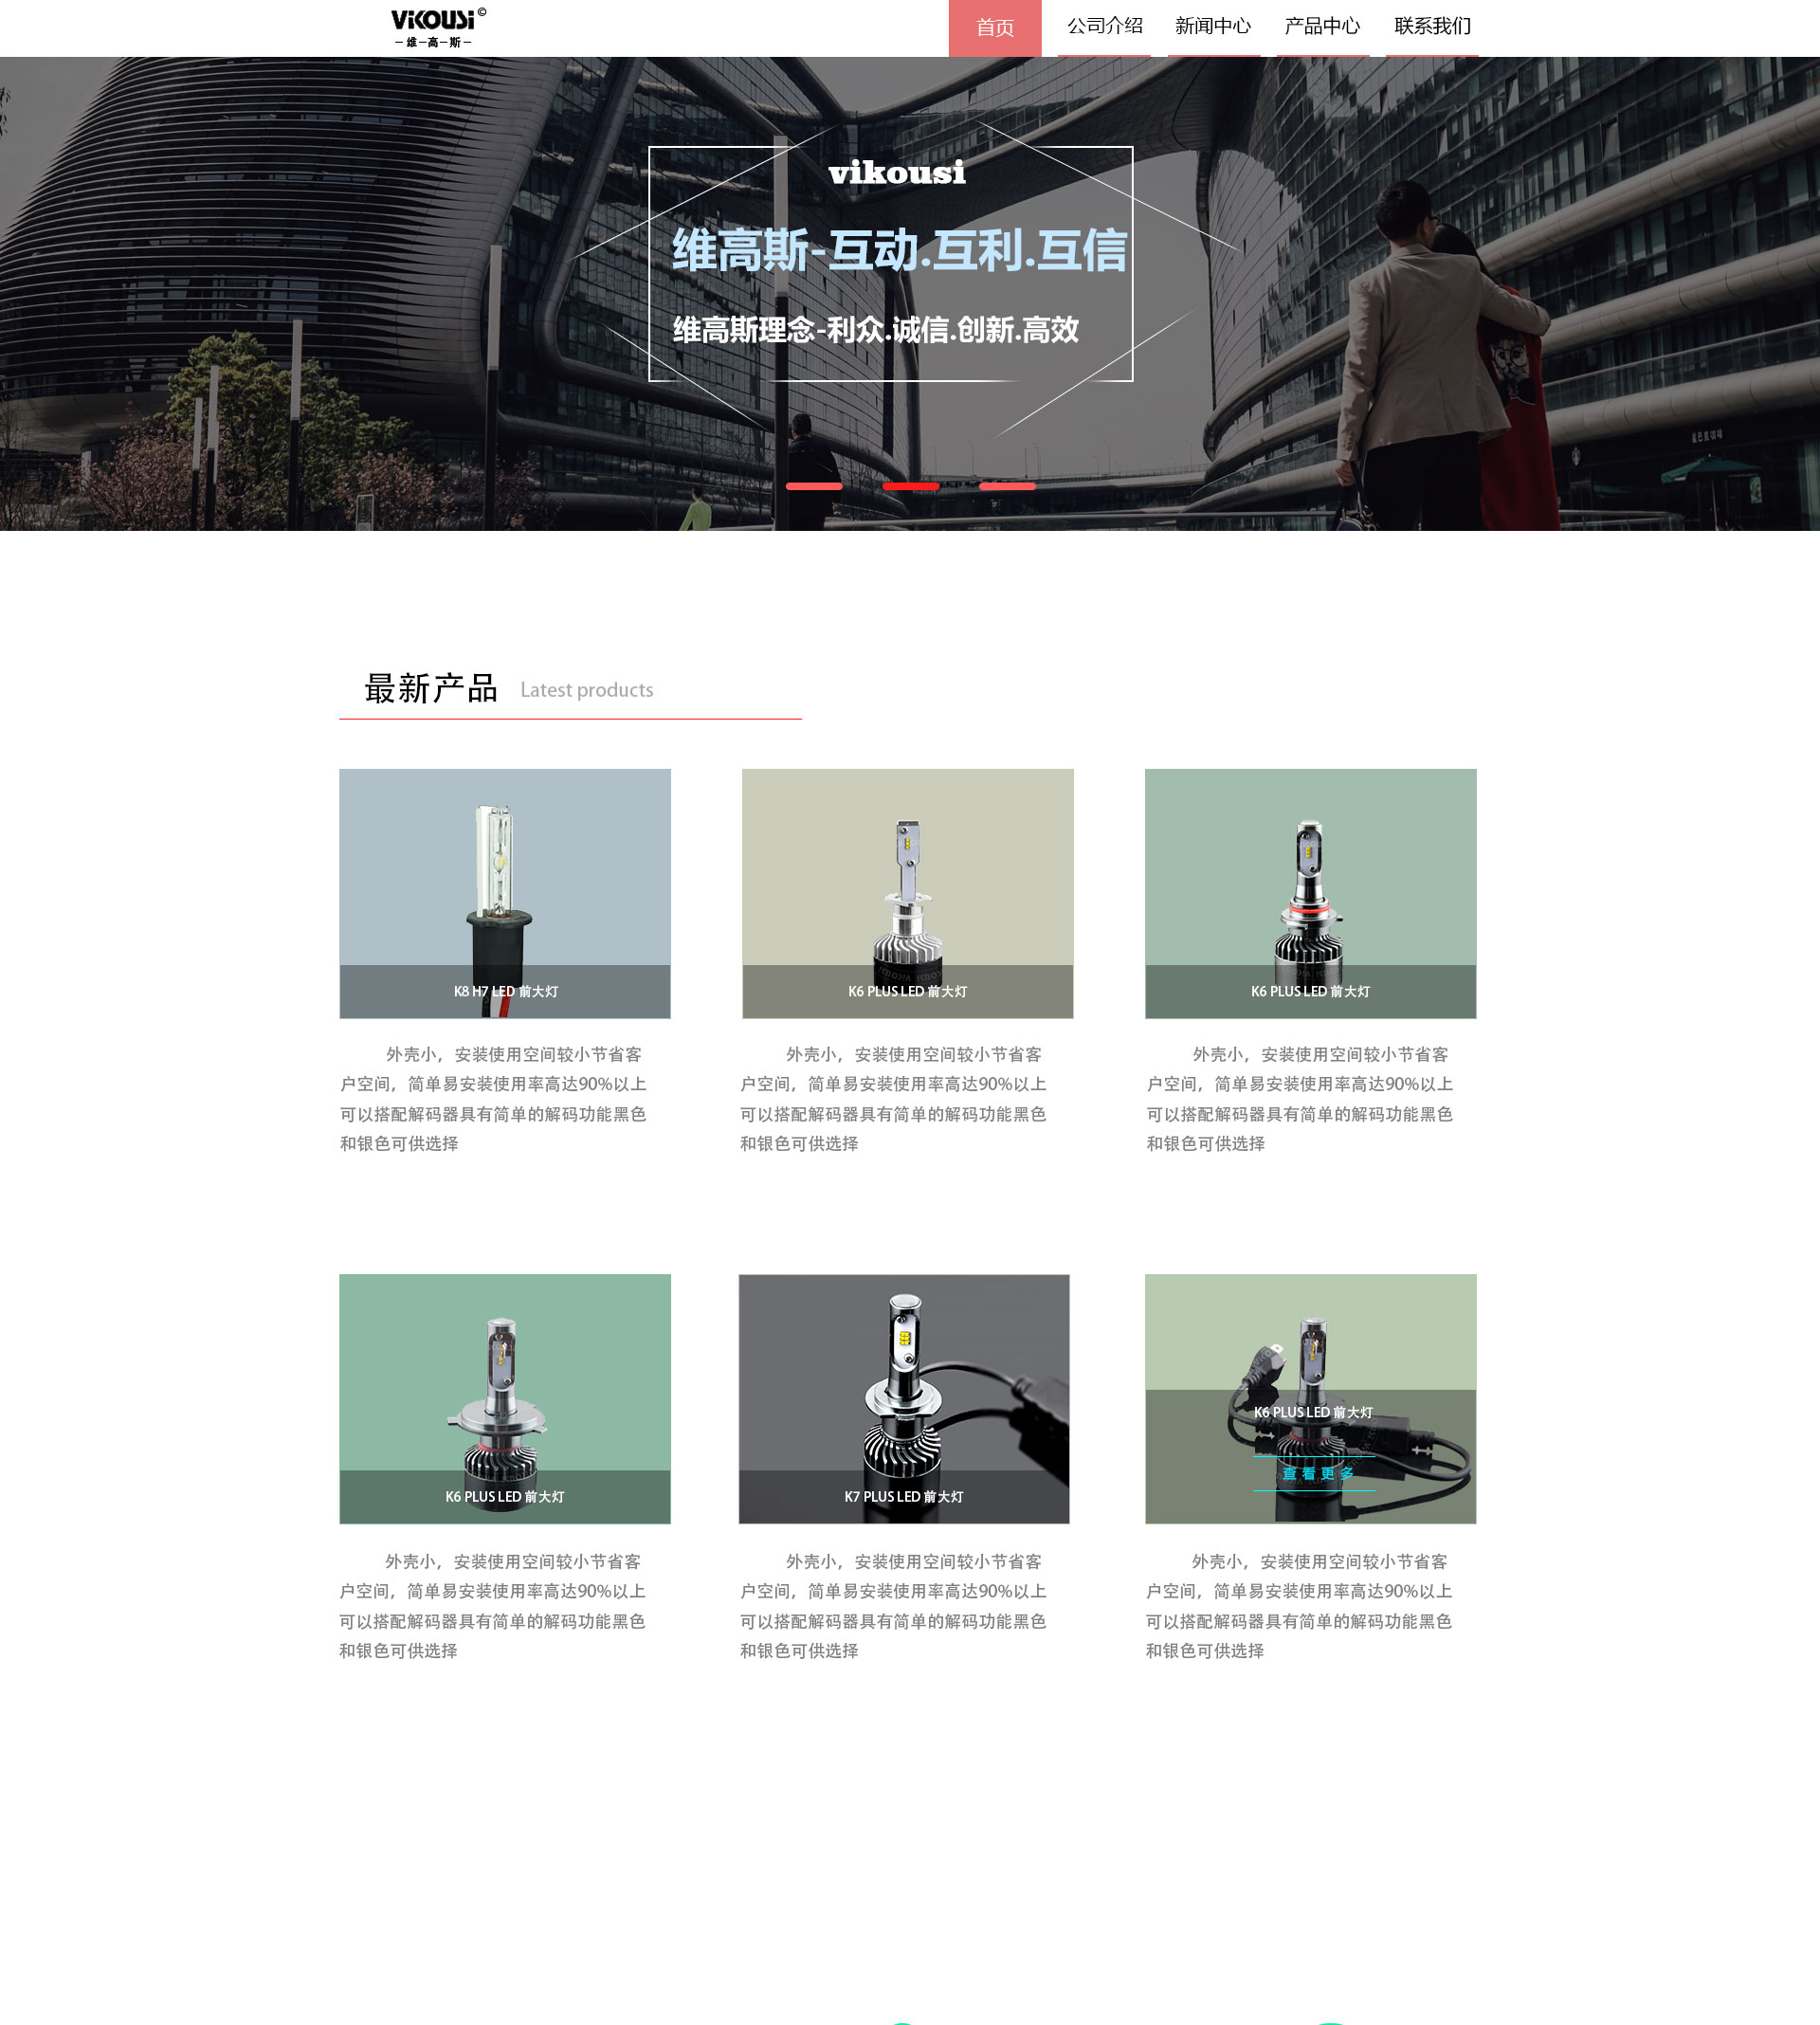 ViKOUSi©
维高斯
首页
公司介绍
新闻中心
产品中心
联系我们
vikousi
维高斯-互动.互利.互信
维高斯理念-利众.诚信.创新.高效
最新产品 Latest products
K8 H7 LED 前大灯
K6 PLUS LED 前大灯
K6 PLUS LED 前大灯
外壳小，安装使用空间较小节省客
户空间，简单易安装使用率高达90%以上
可以搭配解码器具有简单的解码功能黑色
和银色可供选择
外壳小，安装使用空间较小节省客
户空间，简单易安装使用率高达90%以上
可以搭配解码器具有简单的解码功能黑色
和银色可供选择
外壳小，安装使用空间较小节省客
户空间，简单易安装使用率高达90%以上
可以搭配解码器具有简单的解码功能黑色
和银色可供选择
K6 PLUS LED 前大灯
K7 PLUS LED 前大灯
K6 PLUS LED 前大灯
查看更多
外壳小，安装使用空间较小节省客
户空间，简单易安装使用率高达90%以上
可以搭配解码器具有简单的解码功能黑色
和银色可供选择
外壳小，安装使用空间较小节省客
户空间，简单易安装使用率高达90%以上
可以搭配解码器具有简单的解码功能黑色
和银色可供选择
外壳小，安装使用空间较小节省客
户空间，简单易安装使用率高达90%以上
可以搭配解码器具有简单的解码功能黑色
和银色可供选择